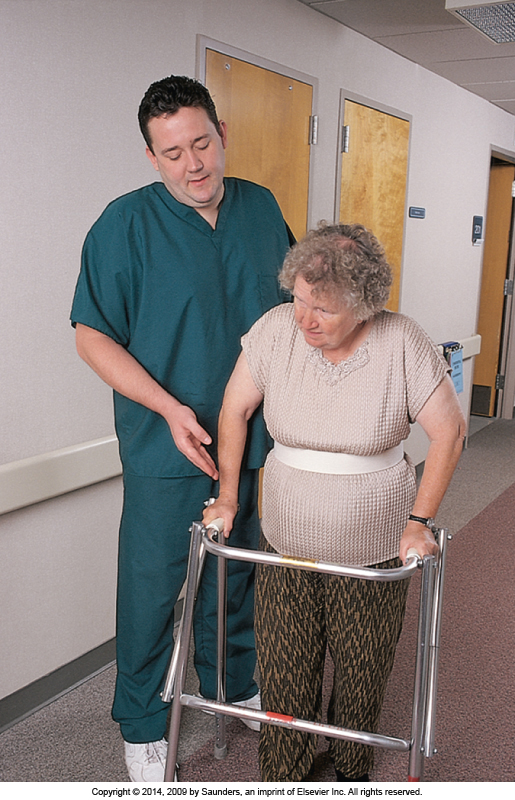 Copyright © 2014, 2009 by Saunders, an imprint of Elsevier Inc. All rights reserved.